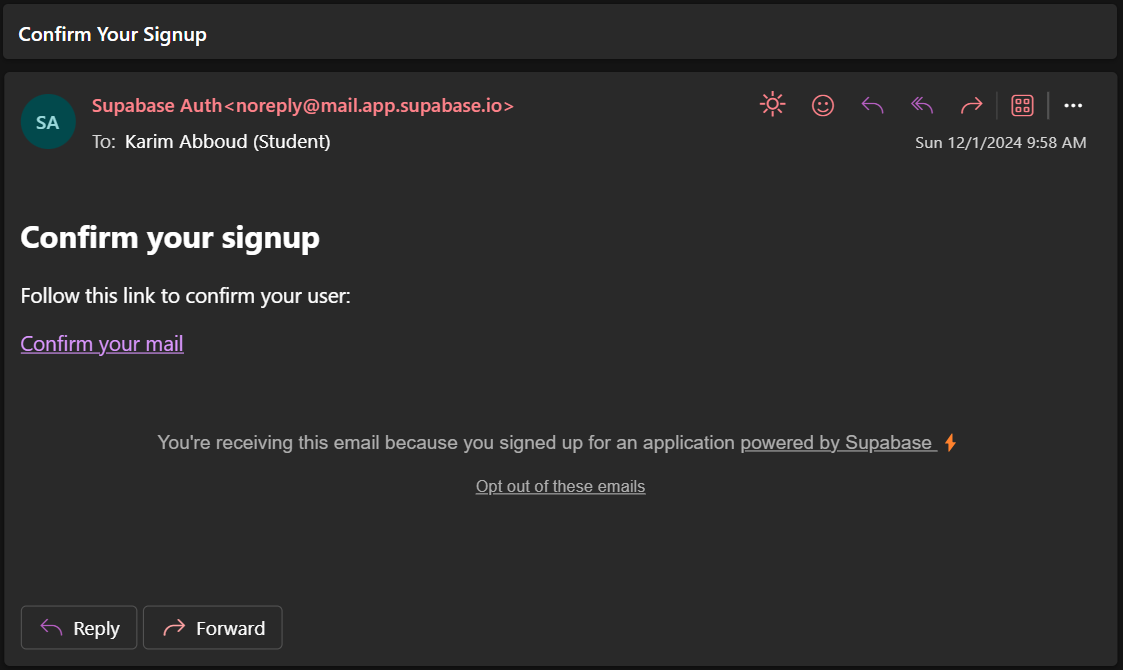 Confirm Your Signup
SA
Supabase Auth<noreply@mail.app.supabase.io>
To: Karim Abboud (Student)
Sun 12/1/2024 9:58 AM
Confirm your signup
Follow this link to confirm your user:
Confirm your mail
You're receiving this email because you signed up for an application powered by Supabase ⚡
Opt out of these emails
Reply
Forward